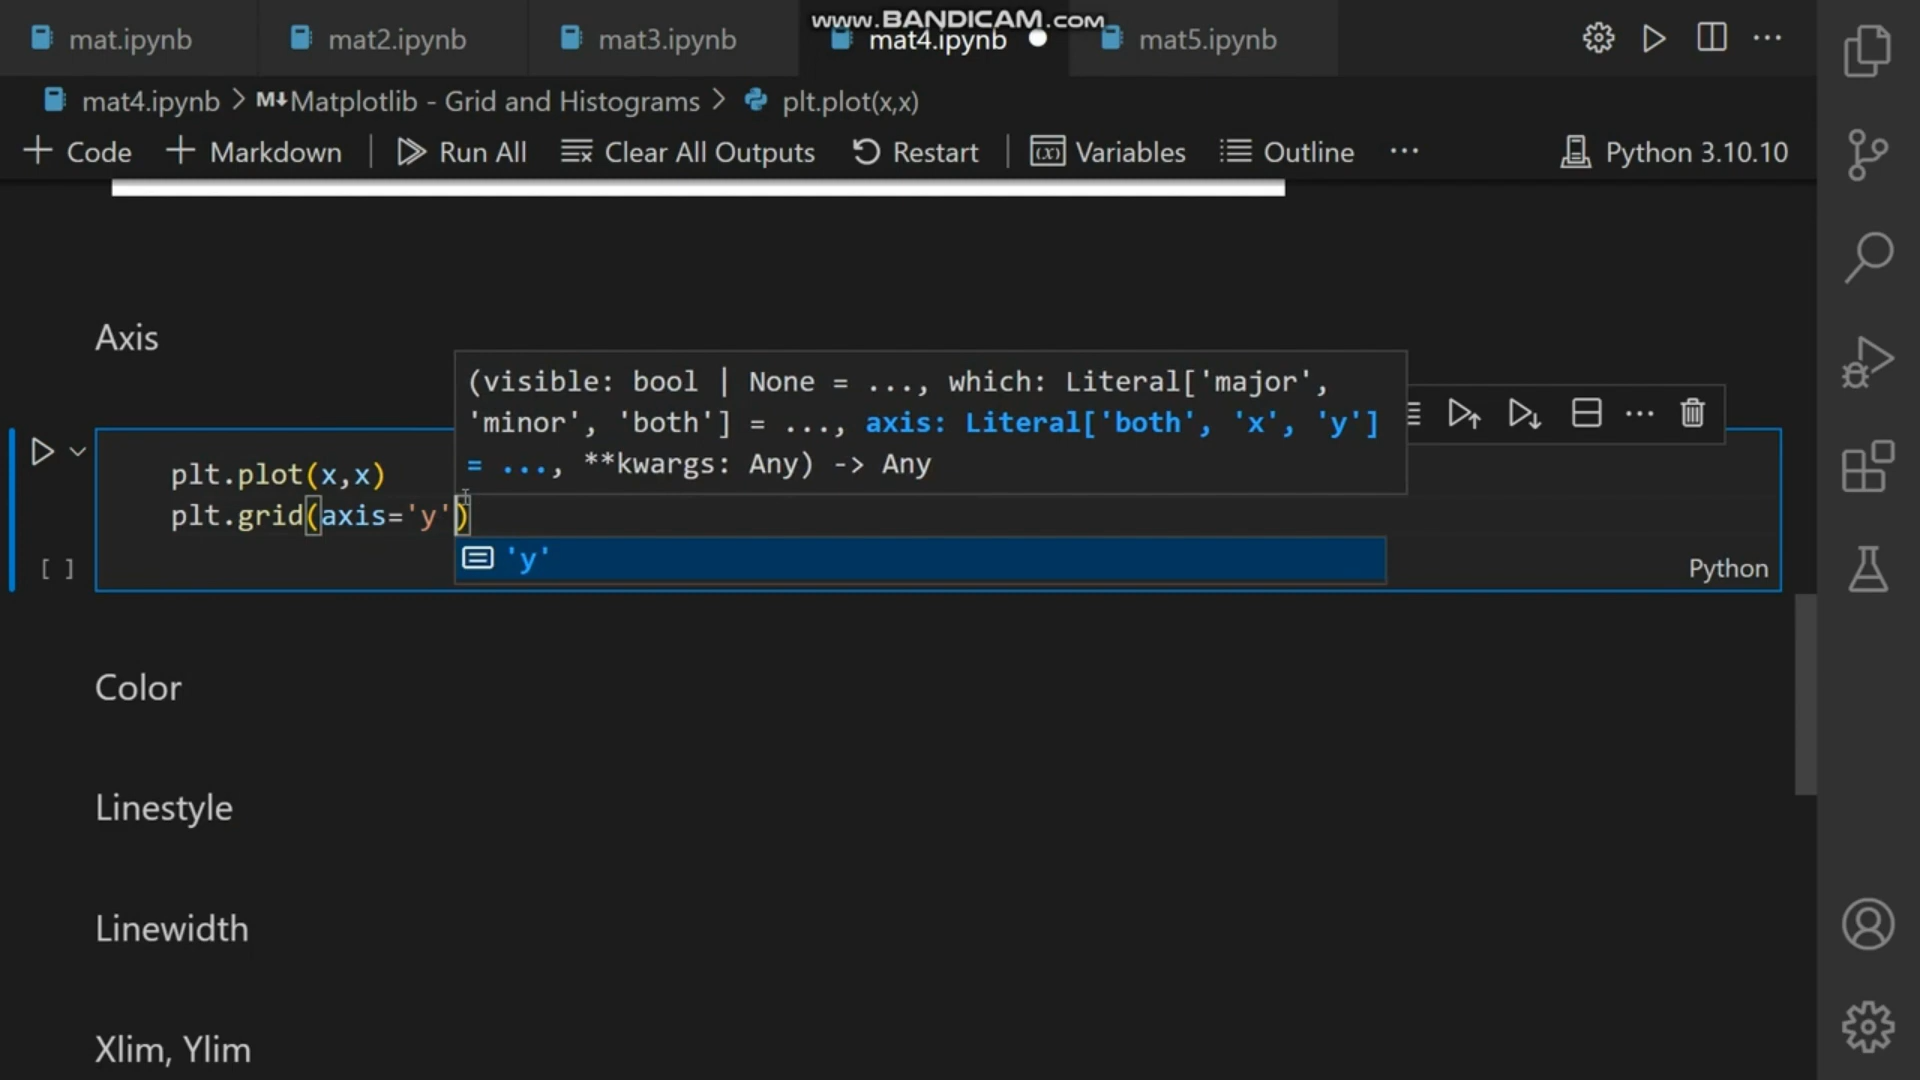 www.BANDICAM.com
mat.ipynb mat2.ipynb mat3.ipynb mat4.ipynb mat5.ipynb
mat4.ipynb > M↓Matplotlib - Grid and Histograms > plt.plot(x,x)
+ Code + Markdown | Run All Clear All Outputs Restart | (x) Variables Outline ... Python 3.10.10
Axis
(visible: bool | None = ..., which: Literal['major',
'minor', 'both'] = ..., axis: Literal['both', 'x', 'y']
= ..., **kwargs: Any) -> Any
plt.plot(x,x)
plt.grid(axis='y')
'y'
[ ]
Python
Color
Linestyle
Linewidth
Xlim, Ylim